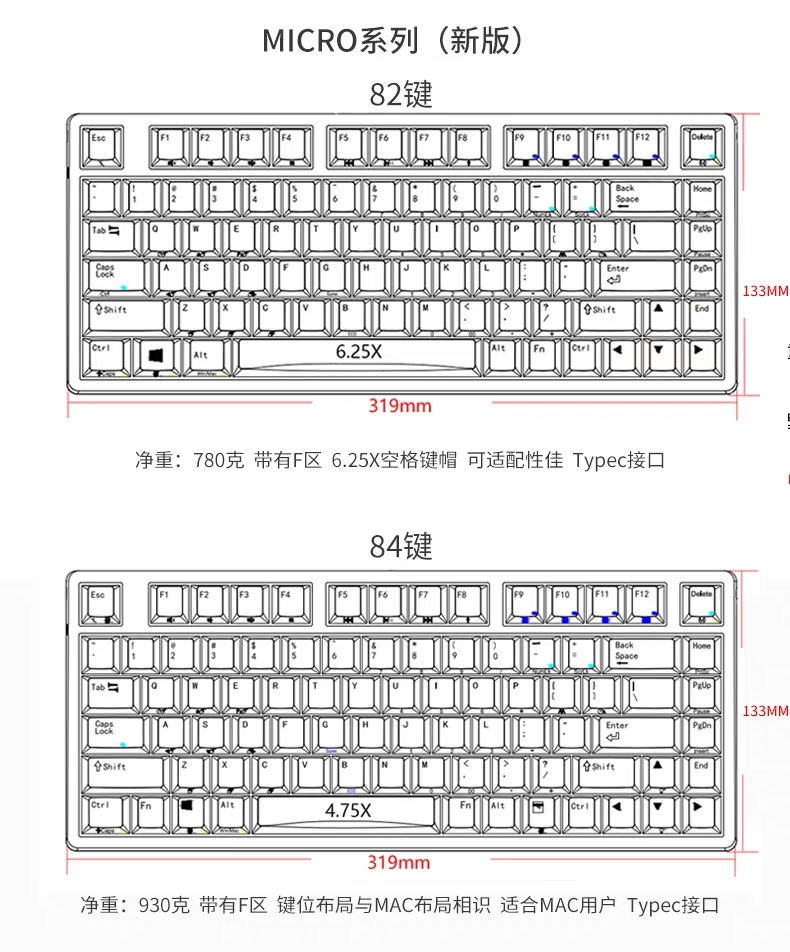 MICRO系列（新版）
82键
Esc F1 F2 F3 F4 F5 F6 F7 F8 F9 F10 F11 F12 Delete
~ ` ! 1 @ 2 # 3 $ 4 % 5 ^ 6 & 7 * 8 ( 9 ) 0 — - + = Back Space Home
Tab Q W E R T Y U I O P { [ } ] | \ PgUp
Caps Lock A S D F G H J K L : ; " ' Enter PgDn
133MM
⇧Shift Z X C V B N M < , > . ? / ⇧Shift ▲ End
Ctrl Alt 6.25X Alt Fn Ctrl ◀ ▼ ▶
319mm
净重：780克 带有F区 6.25X空格键帽 可适配性佳 Typec接口
84键
Esc F1 F2 F3 F4 F5 F6 F7 F8 F9 F10 F11 F12 Delete
~ ` ! 1 @ 2 # 3 $ 4 % 5 ^ 6 & 7 * 8 ( 9 ) 0 — - + = Back Space Home
Tab Q W E R T Y U I O P { [ } ] | \ PgUp
133MM
Caps Lock A S D F G H J K L : ; " ' Enter PgDn
⇧Shift Z X C V B N M < , > . ? / ⇧Shift ▲ End
Ctrl Fn Alt 4.75X Fn Alt Ctrl ◀ ▼ ▶
319mm
净重：930克 带有F区 键位布局与MAC布局相识 适合MAC用户 Typec接口